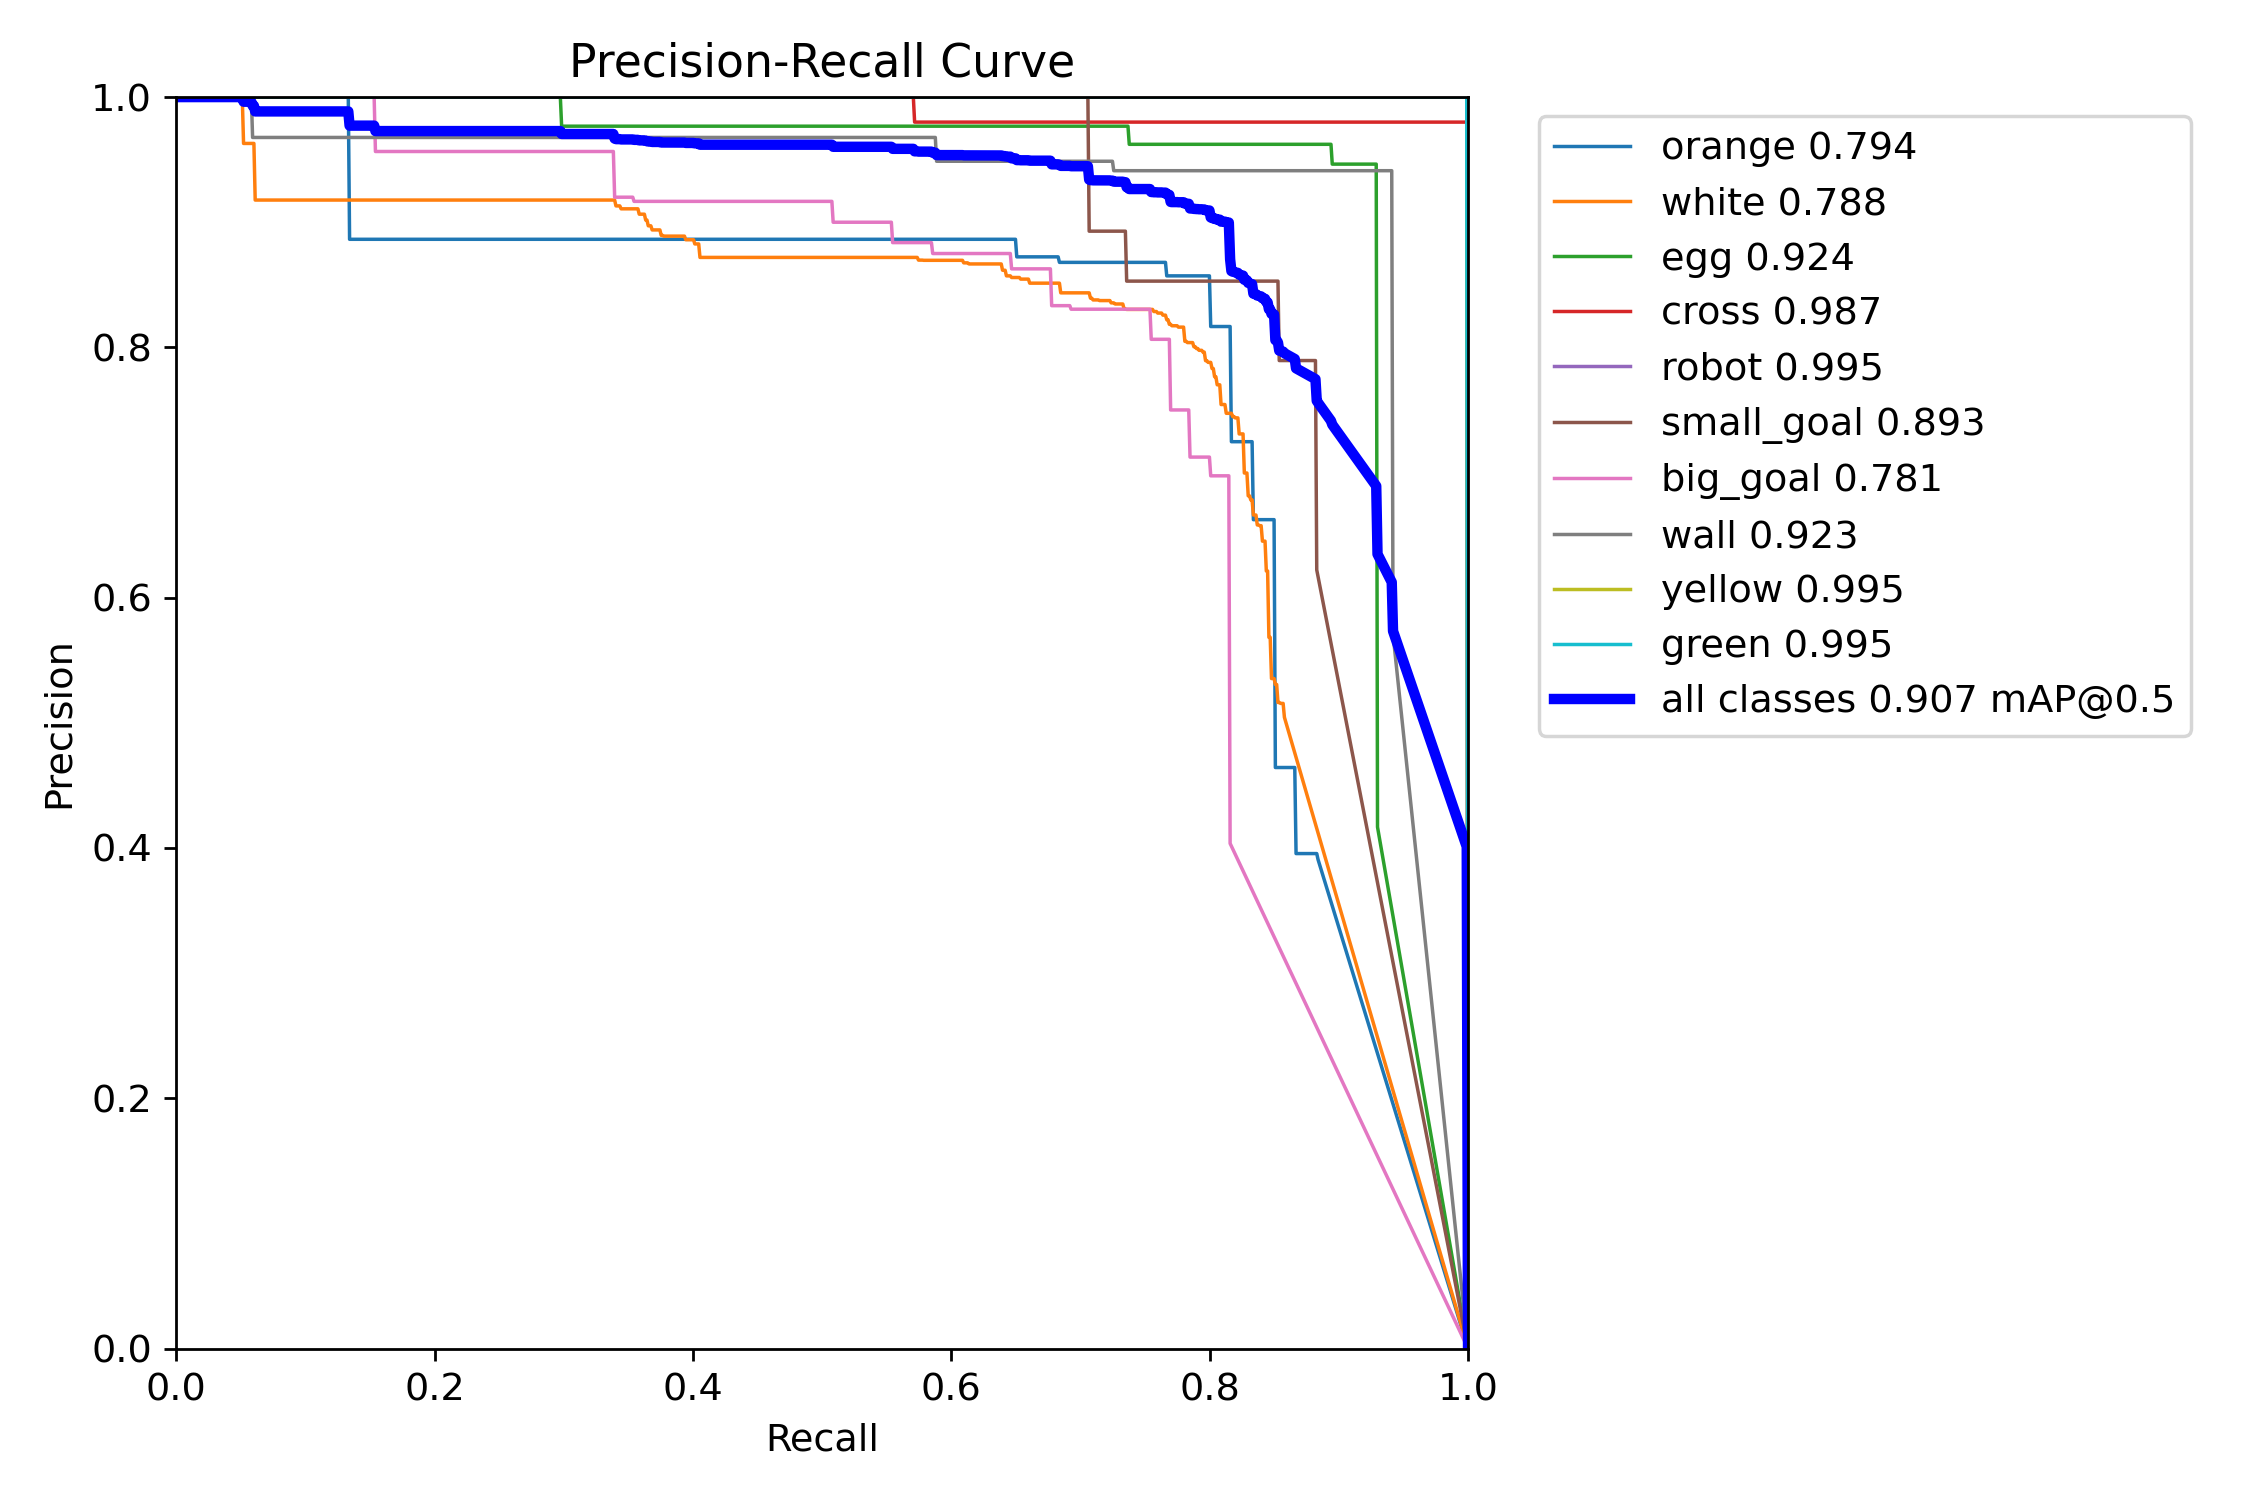 Precision-Recall Curve
1.0
0.8
0.6
0.4
0.2
0.0
Precision
0.0 0.2 0.4 0.6 0.8 1.0
Recall
orange 0.794
white 0.788
egg 0.924
cross 0.987
robot 0.995
small_goal 0.893
big_goal 0.781
wall 0.923
yellow 0.995
green 0.995
all classes 0.907 mAP@0.5